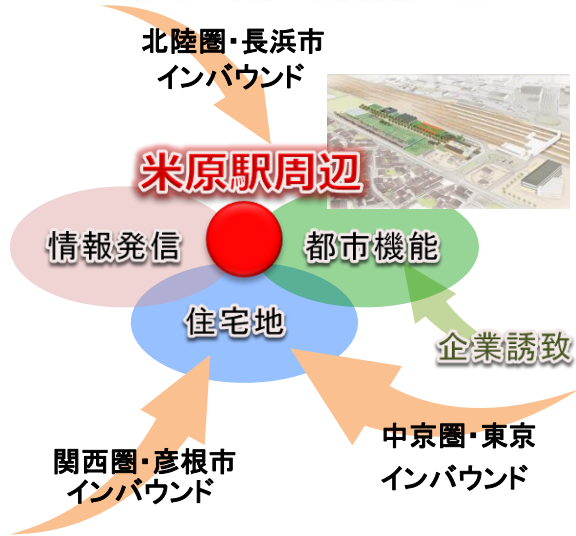 北陸圏・長浜市
インバウンド
米原駅周辺
情報発信
都市機能
住宅地
企業誘致
中京圏・東京
インバウンド
関西圏・彦根市
インバウンド